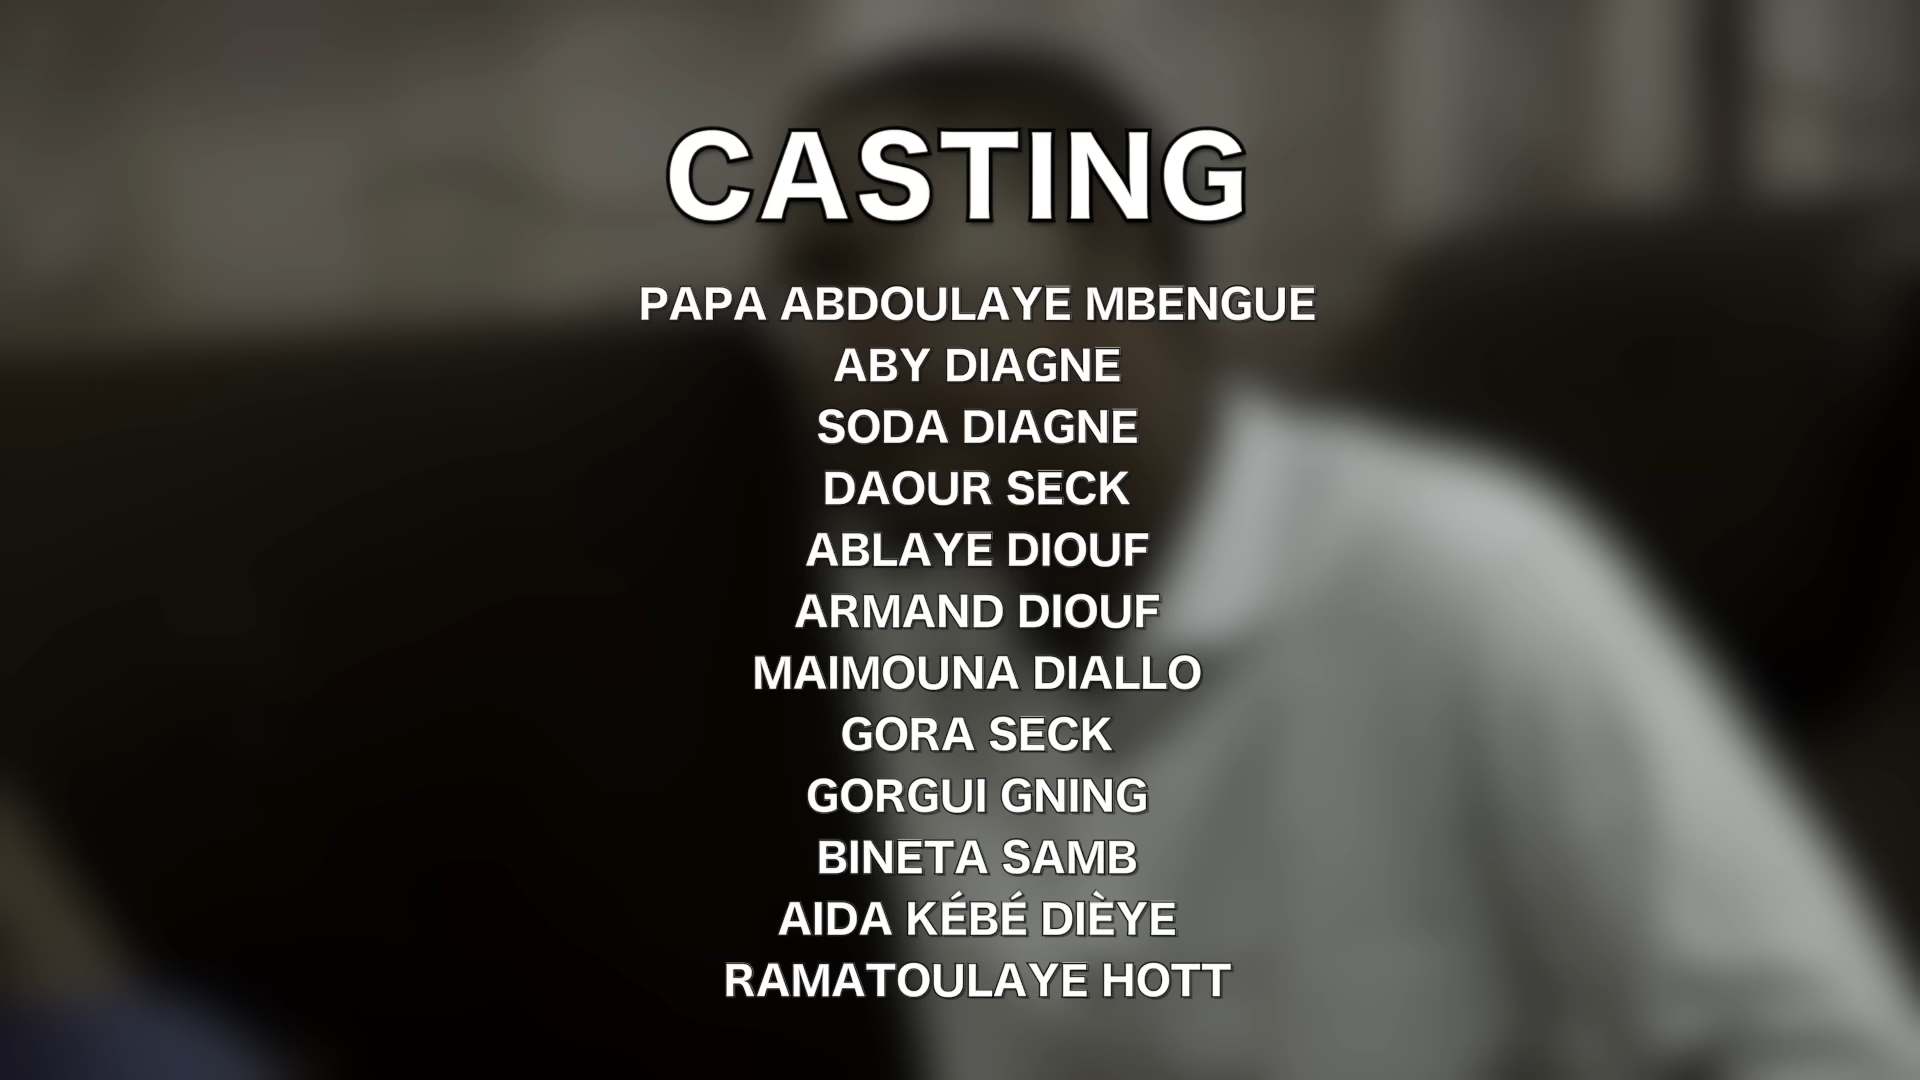 CASTING
PAPA ABDOULAYE MBENGUE
ABY DIAGNE
SODA DIAGNE
DAOUR SECK
ABLAYE DIOUF
ARMAND DIOUF
MAIMOUNA DIALLO
GORA SECK
GORGUI GNING
BINETA SAMB
AIDA KÉBÉ DIÈYE
RAMATOULAYE HOTT